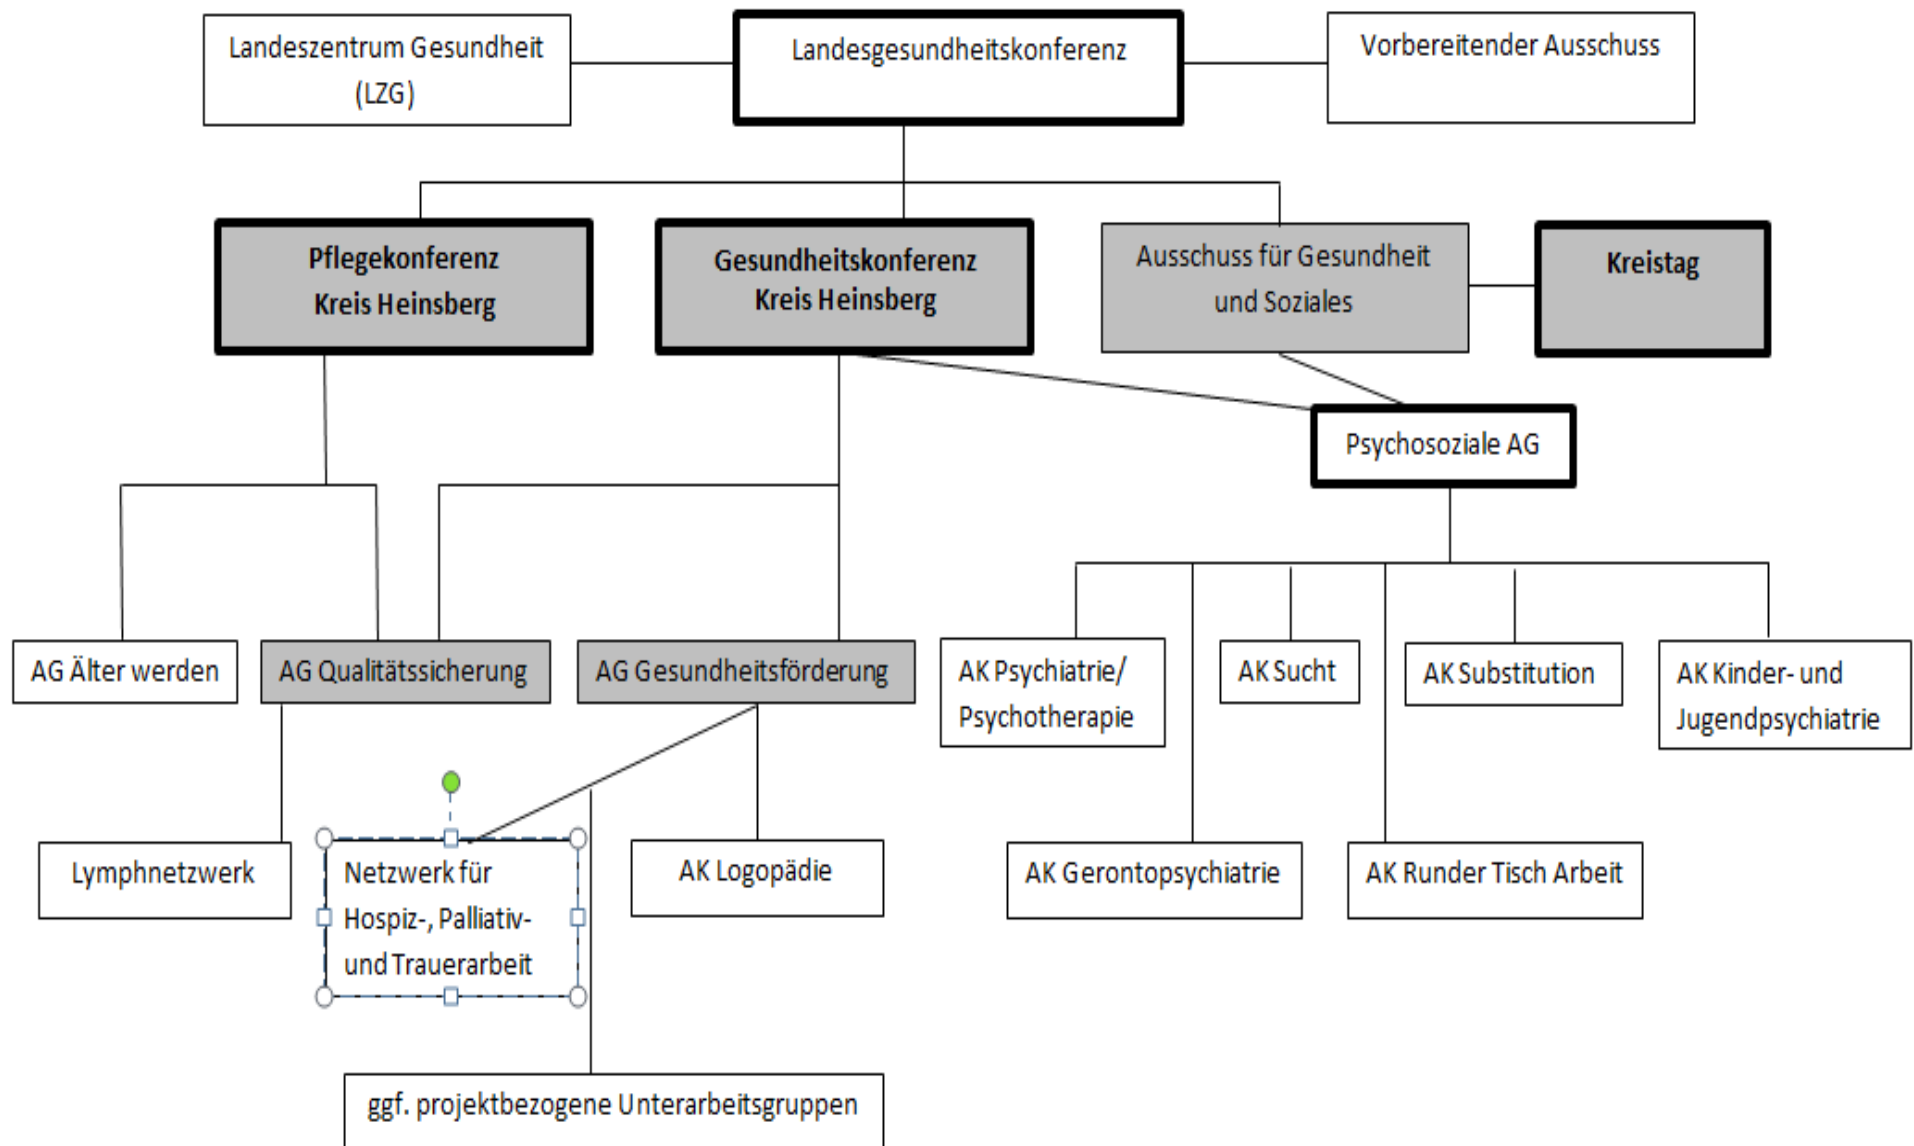 Landeszentrum Gesundheit
(LZG)
Landesgesundheitskonferenz
Vorbereitender Ausschuss
Pflegekonferenz
Kreis Heinsberg
Gesundheitskonferenz
Kreis Heinsberg
Ausschuss für Gesundheit
und Soziales
Kreistag
Psychosoziale AG
AG Älter werden
AG Qualitätssicherung
AG Gesundheitsförderung
AK Psychiatrie/
Psychotherapie
AK Sucht
AK Substitution
AK Kinder- und
Jugendpsychiatrie
Lymphnetzwerk
Netzwerk für
Hospiz-, Palliativ-
und Trauerarbeit
AK Logopädie
AK Gerontopsychiatrie
AK Runder Tisch Arbeit
ggf. projektbezogene Unterarbeitsgruppen